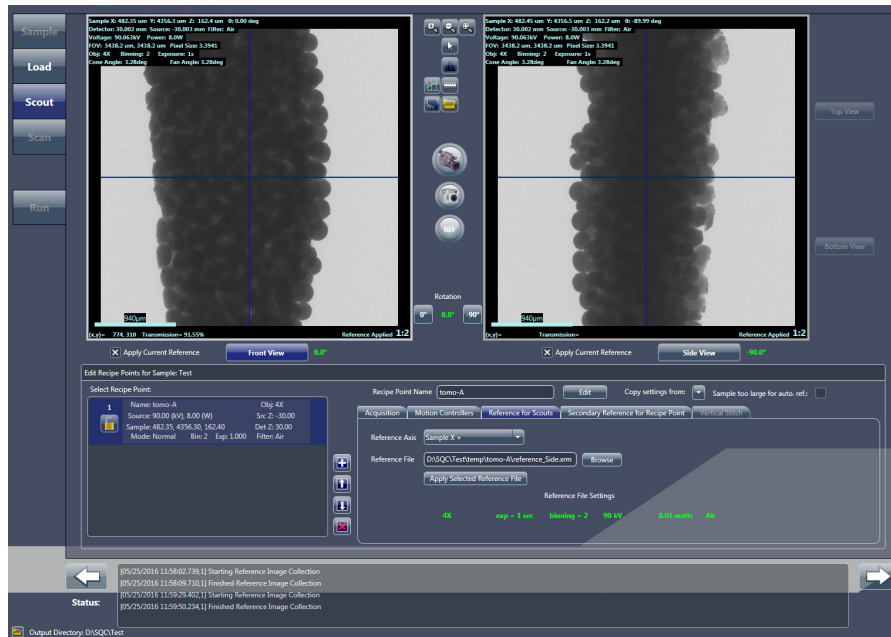 Sample
Load
Scout
Scan
Run
Sample X: 482.35 um Y: 4356.3 um Z: 162.4 um θ: 0.00 deg
Detector: 30.002 mm Source: -30.003 mm Filter: Air
Voltage: 90.063kV Power: 8.0W
FOV: 3438.2 um, 3438.2 um Pixel Size: 3.3941
Obj: 4X Binning: 2 Exposure: 1s
Cone Angle: 3.28deg Fan Angle: 3.28deg
940μm
(x,y)= 774, 310 Transmission= 91.55% Reference Applied 1:2
REF
Rotation
0° 0.0° -90°
Sample X: 482.45 um Y: 4356.5 um Z: 162.2 um θ: -89.99 deg
Detector: 30.002 mm Source: -30.003 mm Filter: Air
Voltage: 90.063kV Power: 8.0W
FOV: 3438.2 um, 3438.2 um Pixel Size: 3.3941
Obj: 4X Binning: 2 Exposure: 1s
Cone Angle: 3.28deg Fan Angle: 3.28deg
940μm
(x,y)= Reference Applied 1:2
Top View
Bottom View
Apply Current Reference Front View 0.0°
Apply Current Reference Side View -90.0°
Edit Recipe Points for Sample: Test
Select Recipe Point:
1 Name: tomo-A Obj: 4X
Source: 90.00 (kV), 8.00 (W) Src Z: -30.00
Sample: 482.35, 4356.30, 162.40 Det Z: 30.00
Mode: Normal Bin: 2 Exp: 1.000 Filter: Air
Recipe Point Name tomo-A Edit Copy settings from: Sample too large for auto. ref.:
Acquisition Motion Controllers Reference for Scouts Secondary Reference for Recipe Point Vertical Stitch
Reference Axis Sample X +
Reference File D:\SQC\Test\temp\tomo-A\reference_Side.xrm Browse
Apply Selected Reference File
Reference File Settings
4X exp = 1 sec binning = 2 90 kV 8.01 watts Air
Status:
[05/25/2016 11:58:02.739,1] Starting Reference Image Collection
[05/25/2016 11:58:09.710,1] Finished Reference Image Collection
[05/25/2016 11:59:29.402,1] Starting Reference Image Collection
[05/25/2016 11:59:50.234,1] Finished Reference Image Collection
Output Directory: D:\SQC\Test